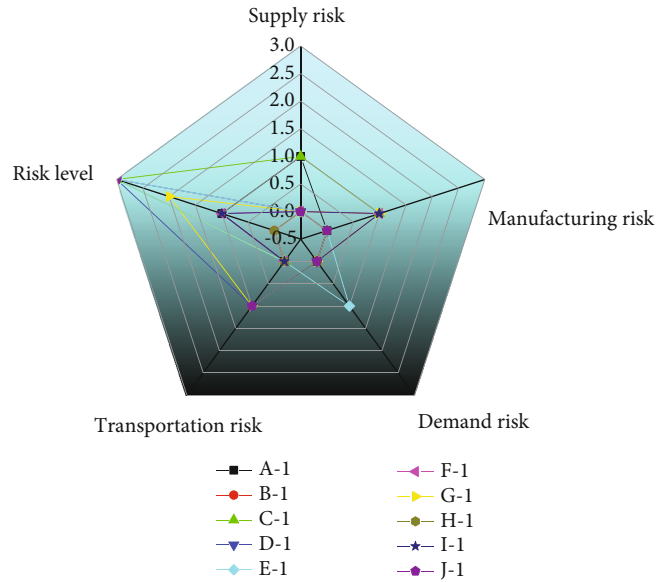 Supply risk
3.0
2.5
2.0
1.5
1.0
0.5
0.0
-0.5
Risk level
Manufacturing risk
Transportation risk
Demand risk
A-1
B-1
C-1
D-1
E-1
F-1
G-1
H-1
I-1
J-1